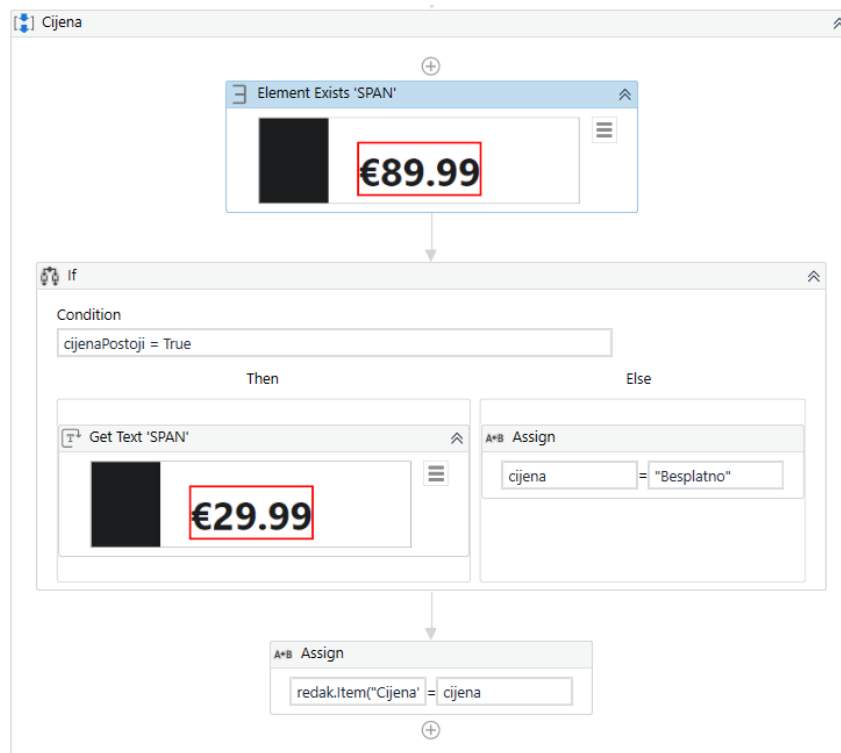 Cijena
Element Exists 'SPAN'
€89.99
If
Condition
cijenaPostoji = True
Then
Else
Get Text 'SPAN'
€29.99
A+B Assign
cijena = "Besplatno"
A+B Assign
redak.Item("Cijena' = cijena